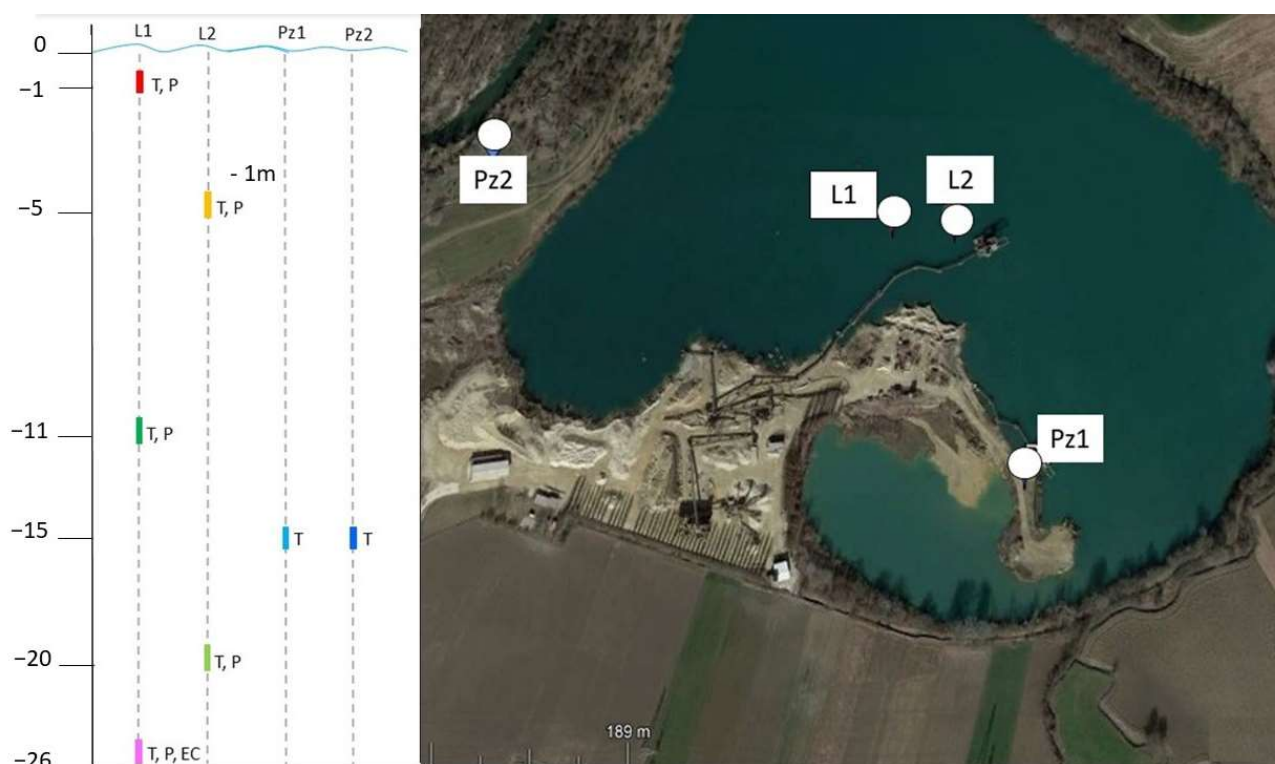 L1 L2 Pz1 Pz2
0
−1
T, P
- 1m
−5
T, P
−11
T, P
−15
T
T
−20
T, P
−26
T, P, EC
Pz2
L1
L2
Pz1
189 m